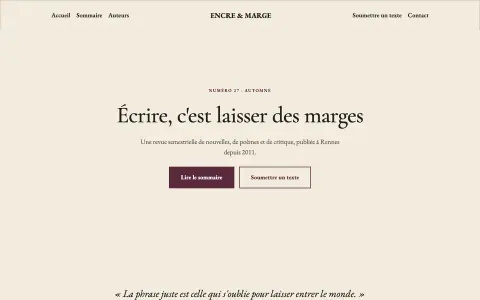 Accueil Sommaire Auteurs
ENCRE & MARGE
Soumettre un texte Contact
NUMÉRO 27 · AUTOMNE
Écrire, c'est laisser des marges
Une revue semestrielle de nouvelles, de poèmes et de critique, publiée à Rennes
depuis 2011.
Lire le sommaire
Soumettre un texte
« La phrase juste est celle qui s'oublie pour laisser entrer le monde. »